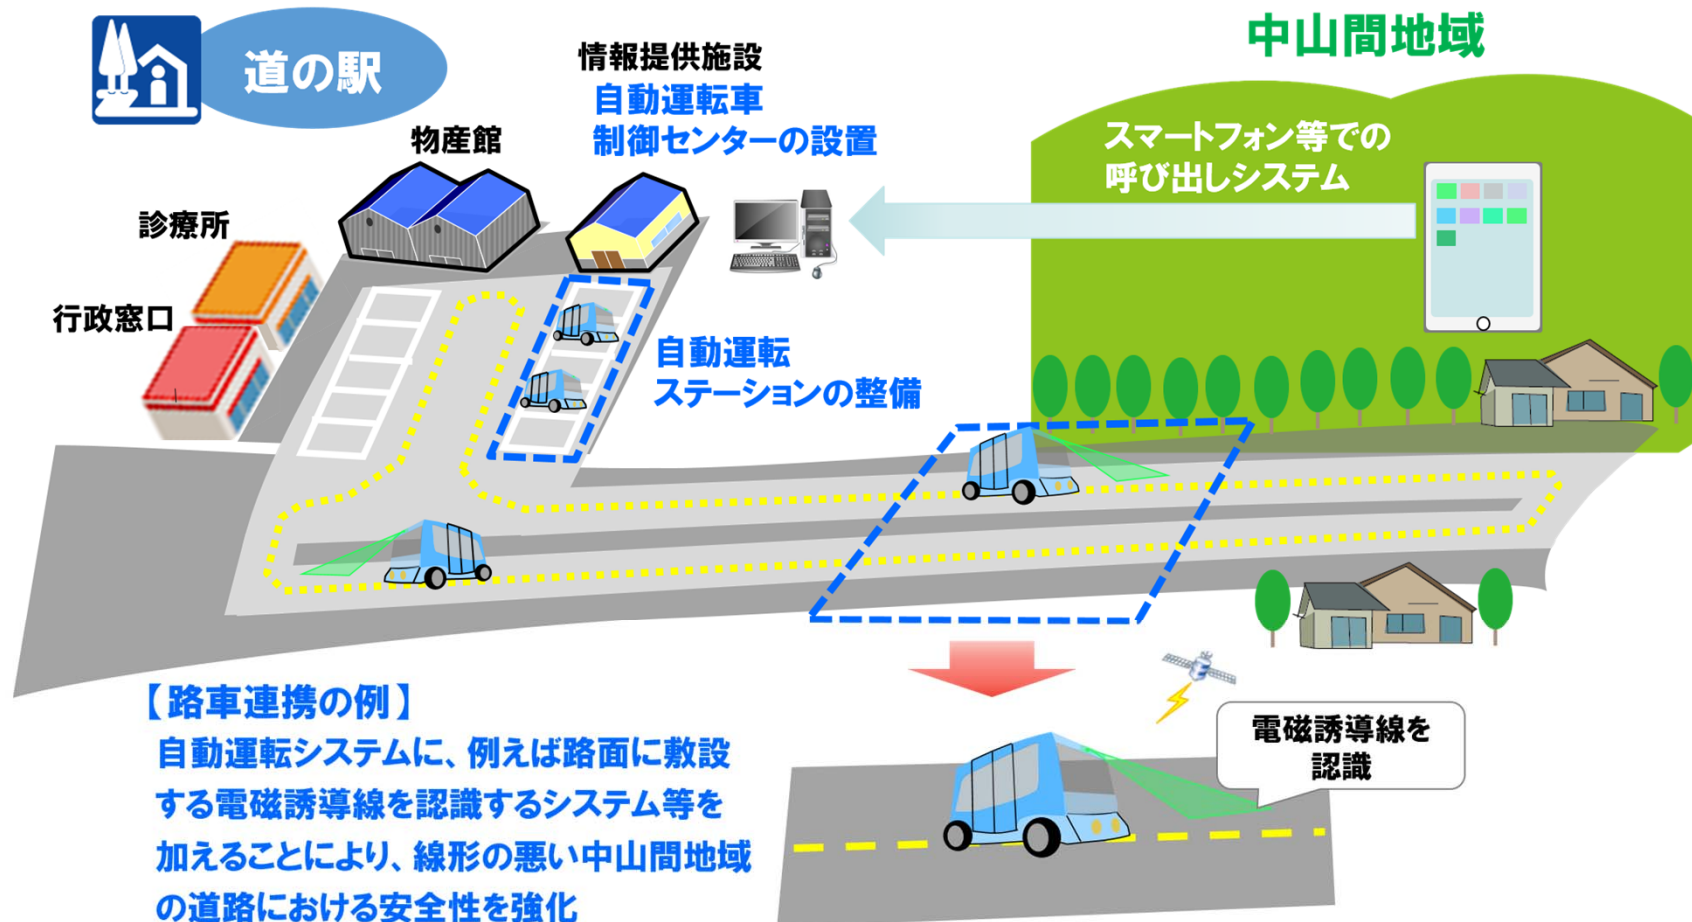 道の駅
情報提供施設
自動運転車
制御センターの設置
中山間地域
物産館
スマートフォン等での
呼び出しシステム
診療所
行政窓口
自動運転
ステーションの整備
【路車連携の例】
自動運転システムに、例えば路面に敷設
する電磁誘導線を認識するシステム等を
加えることにより、線形の悪い中山間地域
の道路における安全性を強化
電磁誘導線を
認識